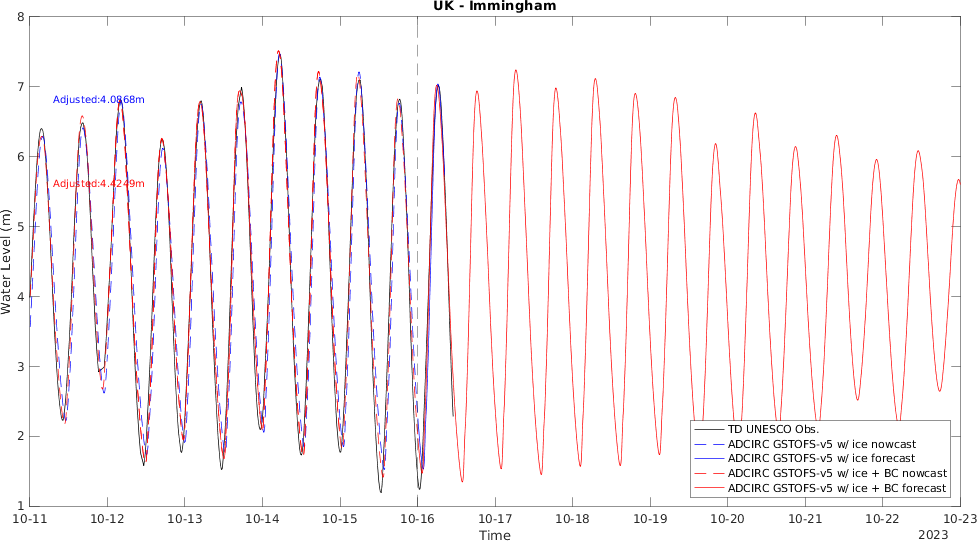 UK - Immingham
8
7
6
5
4
3
2
1
Water Level (m)
Adjusted:4.0868m
Adjusted:4.4249m
TD UNESCO Obs.
ADCIRC GSTOFS-v5 w/ ice nowcast
ADCIRC GSTOFS-v5 w/ ice forecast
ADCIRC GSTOFS-v5 w/ ice + BC nowcast
ADCIRC GSTOFS-v5 w/ ice + BC forecast
10-11 10-12 10-13 10-14 10-15 10-16 10-17 10-18 10-19 10-20 10-21 10-22 10-23
Time
2023